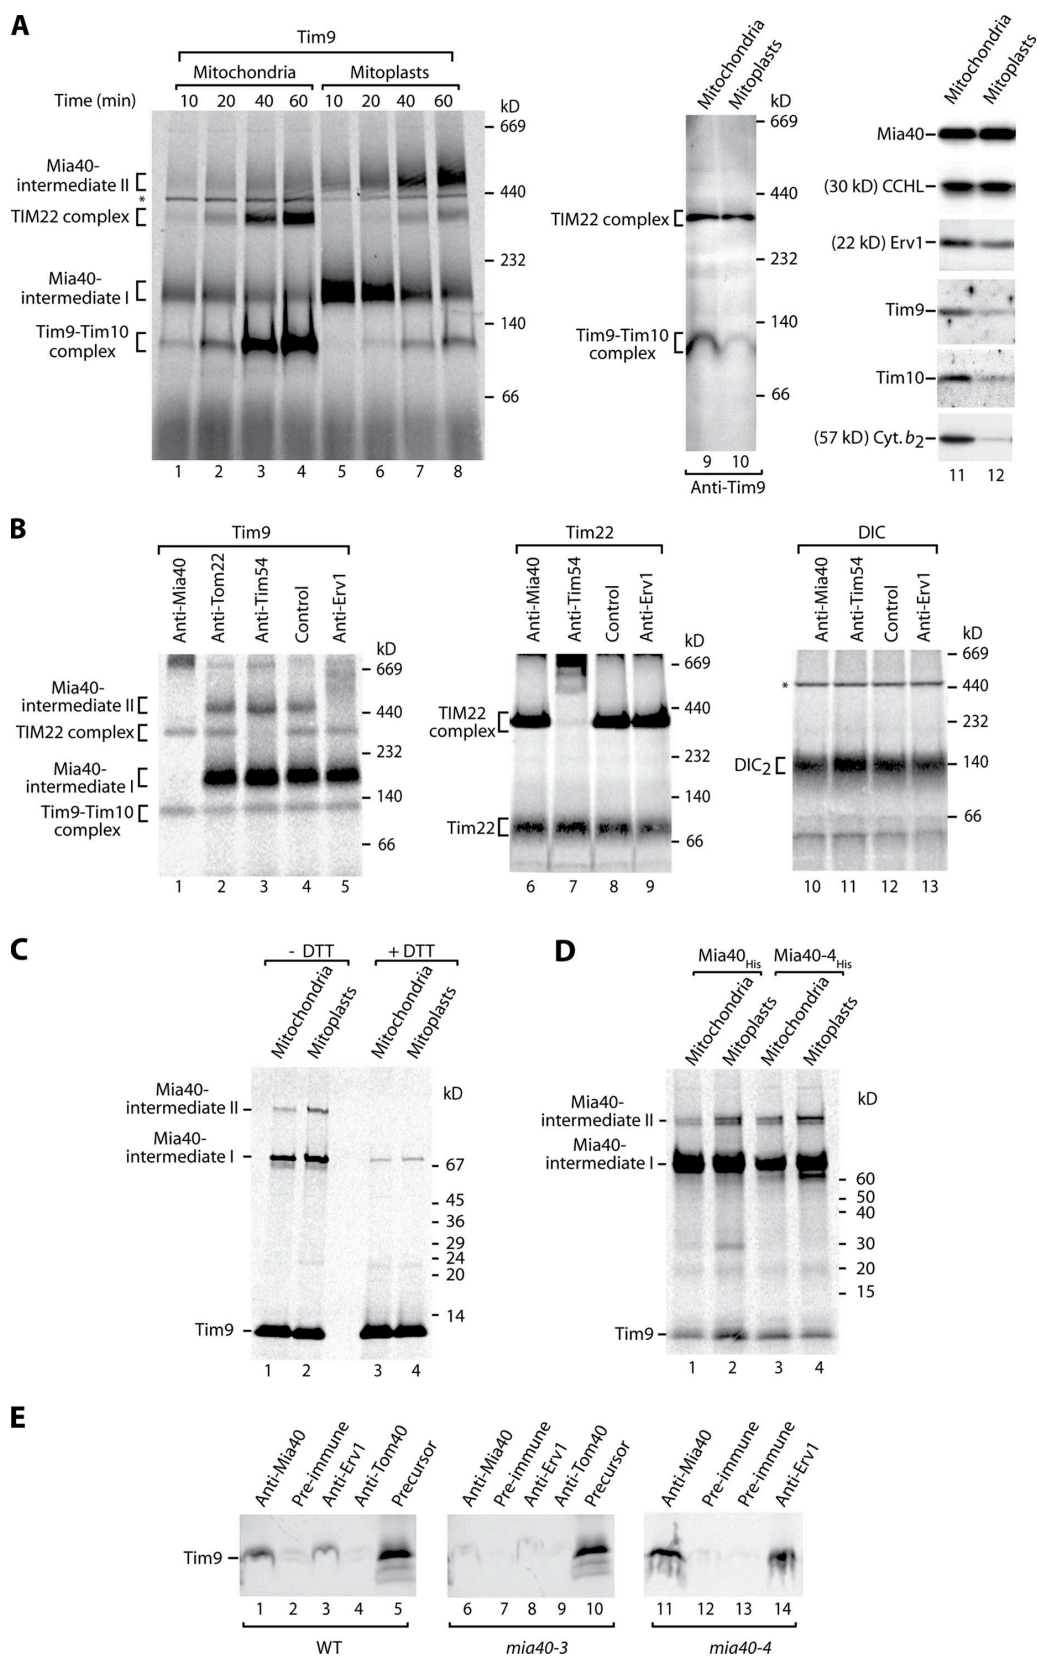 A
Tim9
Mitochondria Mitoplasts
Time (min) 10 20 40 60 10 20 40 60
kD
669
Mia40-
intermediate II
440
*
TIM22 complex
232
Mia40-
intermediate I
140
Tim9-Tim10
complex
66
1 2 3 4 5 6 7 8
Mitochondria
Mitoplasts
kD
669
440
TIM22 complex
232
140
Tim9-Tim10
complex
66
9 10
Anti-Tim9
Mitochondria
Mitoplasts
Mia40
(30 kD) CCHL
(22 kD) Erv1
Tim9
Tim10
(57 kD) Cyt. b2
11 12
B
Tim9
Anti-Mia40
Anti-Tom22
Anti-Tim54
Control
Anti-Erv1
kD
669
Mia40-
intermediate II
440
TIM22 complex
232
Mia40-
intermediate I
140
Tim9-Tim10
complex
66
1 2 3 4 5
Tim22
Anti-Mia40
Anti-Tim54
Control
Anti-Erv1
kD
669
440
TIM22
complex
232
140
Tim22
66
6 7 8 9
DIC
Anti-Mia40
Anti-Tim54
Control
Anti-Erv1
kD
669
*
440
232
DIC2
140
66
10 11 12 13
C
- DTT + DTT
Mitochondria
Mitoplasts
Mitochondria
Mitoplasts
kD
Mia40-
intermediate II
Mia40-
intermediate I
67
45
36
29
24
20
14
Tim9
1 2 3 4
D
Mia40His Mia40-4His
Mitochondria
Mitoplasts
Mitochondria
Mitoplasts
kD
Mia40-
intermediate II
Mia40-
intermediate I
60
50
40
30
20
15
Tim9
1 2 3 4
E
Anti-Mia40
Pre-immune
Anti-Erv1
Anti-Tom40
Precursor
Anti-Mia40
Pre-immune
Anti-Erv1
Anti-Tom40
Precursor
Anti-Mia40
Pre-immune
Pre-immune
Anti-Erv1
Tim9
1 2 3 4 5 6 7 8 9 10 11 12 13 14
WT mia40-3 mia40-4